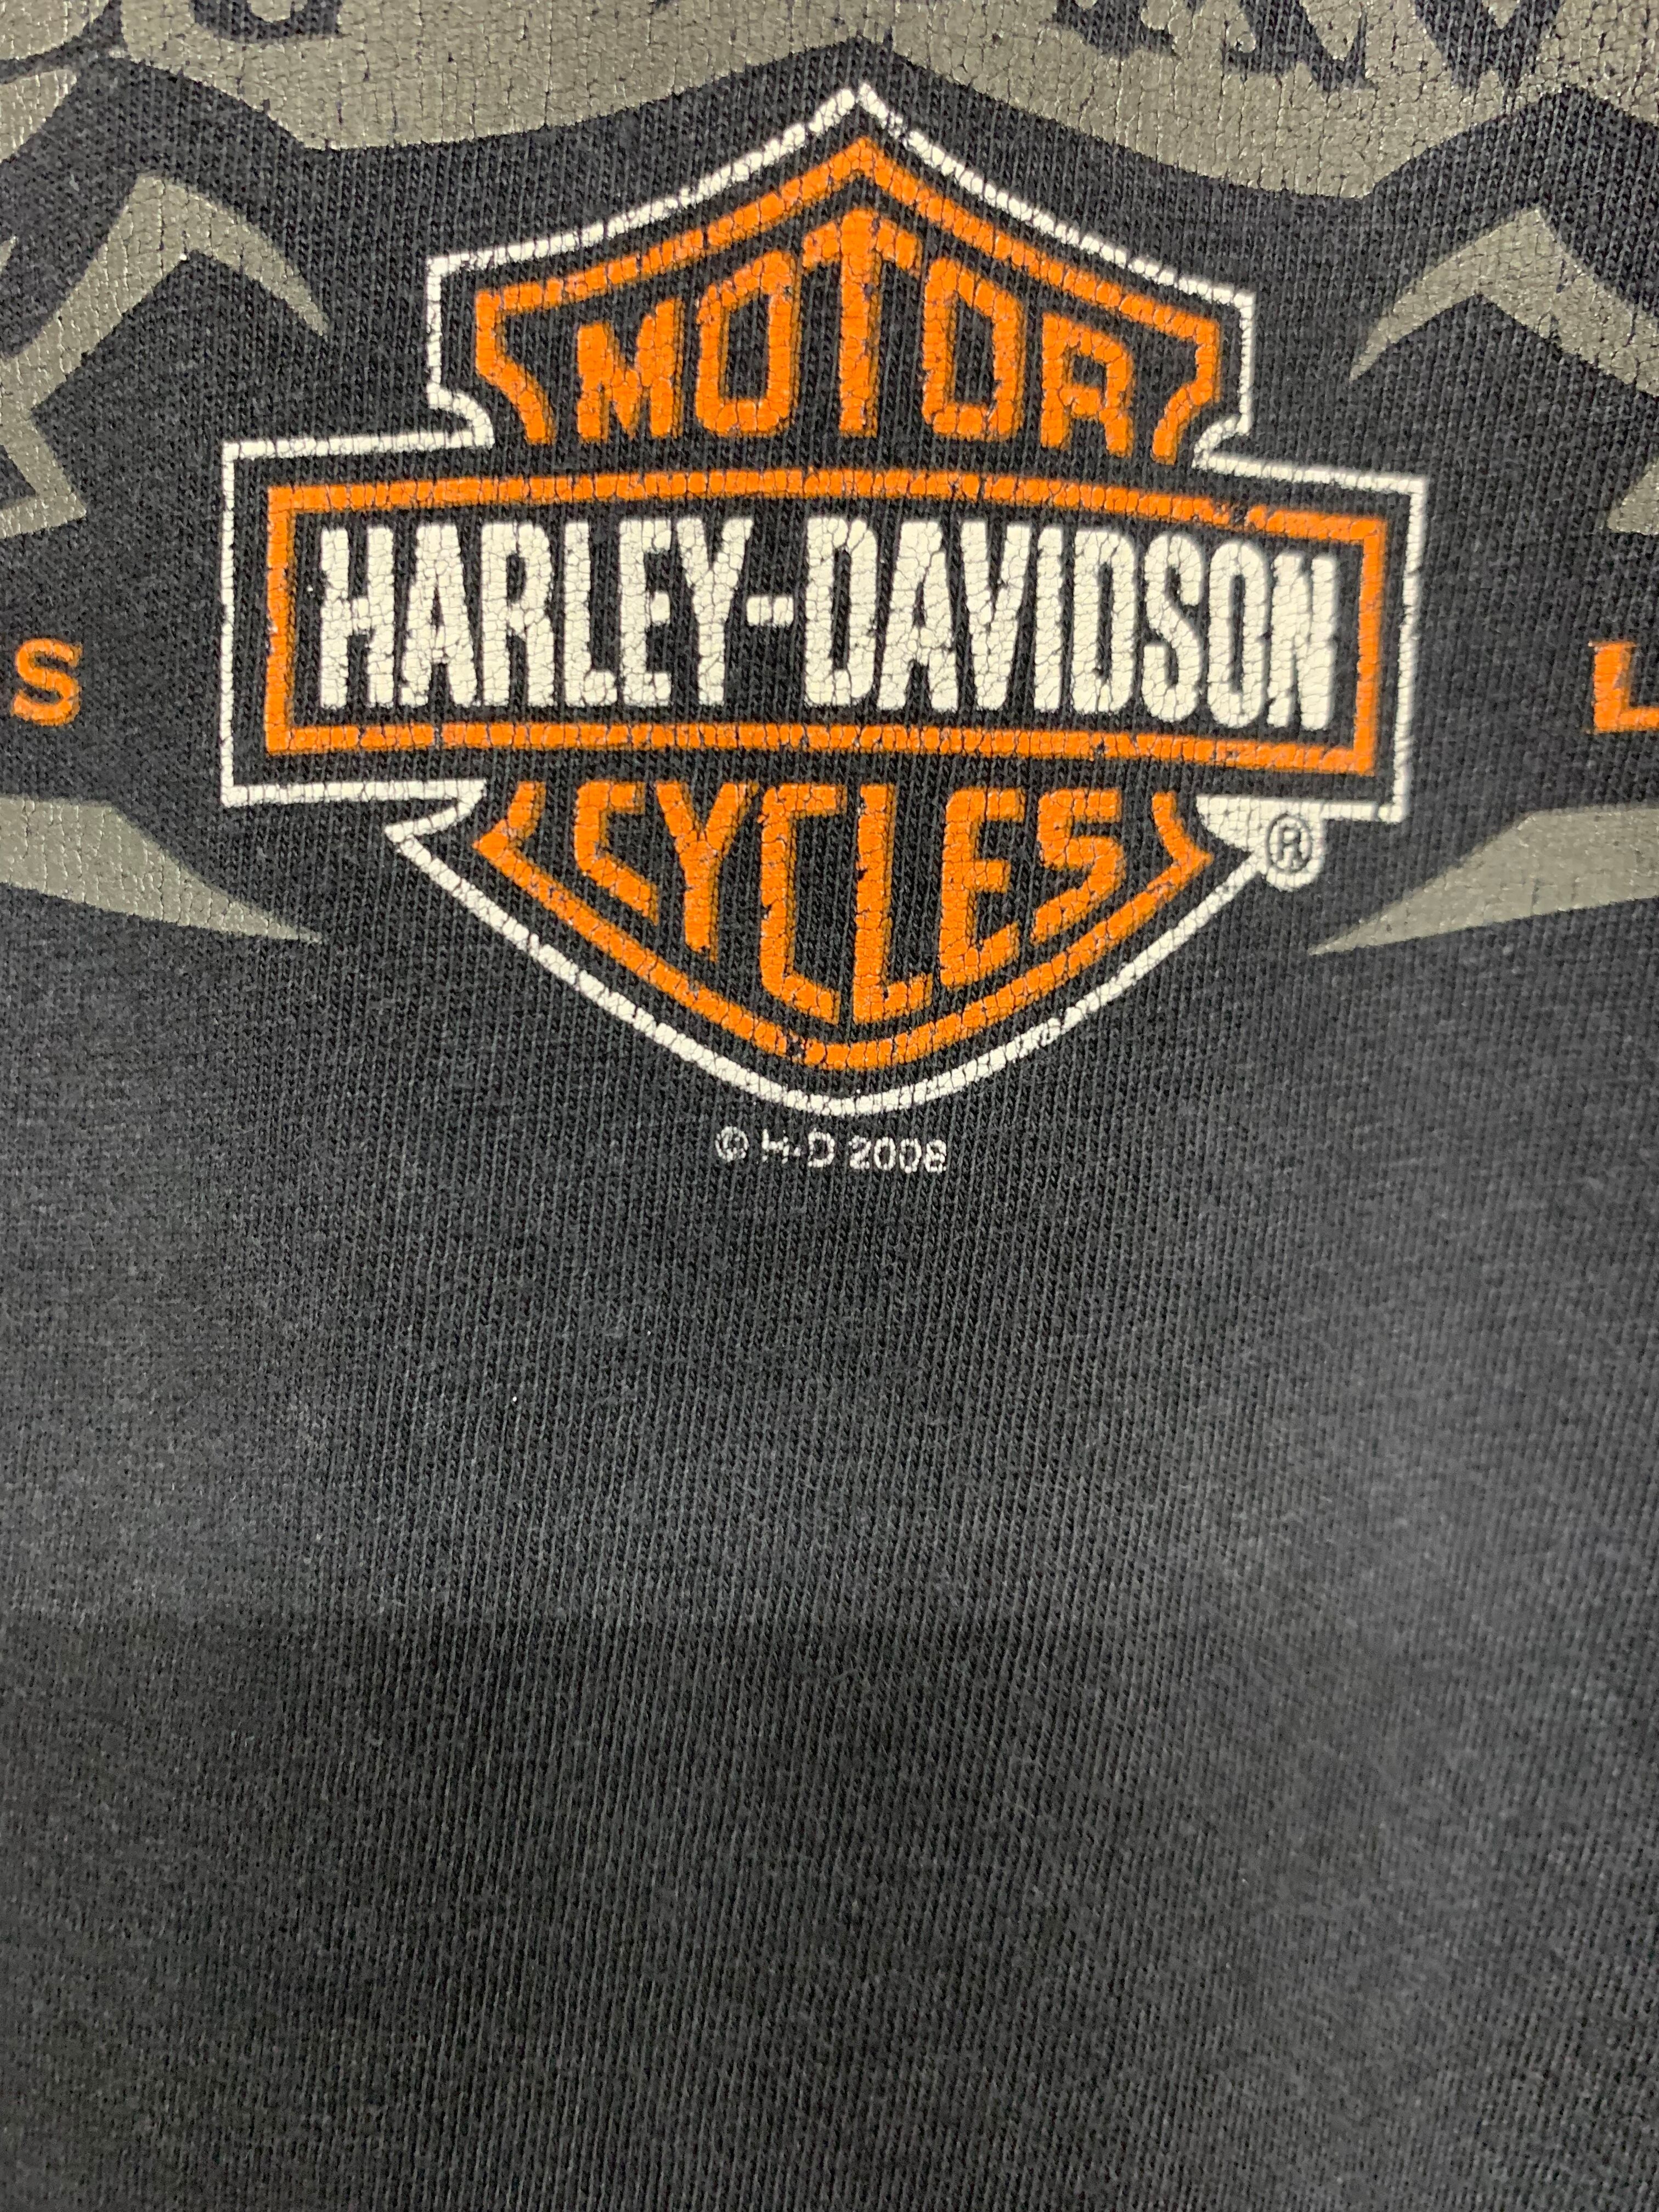 MOTOR
HARLEY-DAVIDSON
CYCLES
®
© H-D 2008